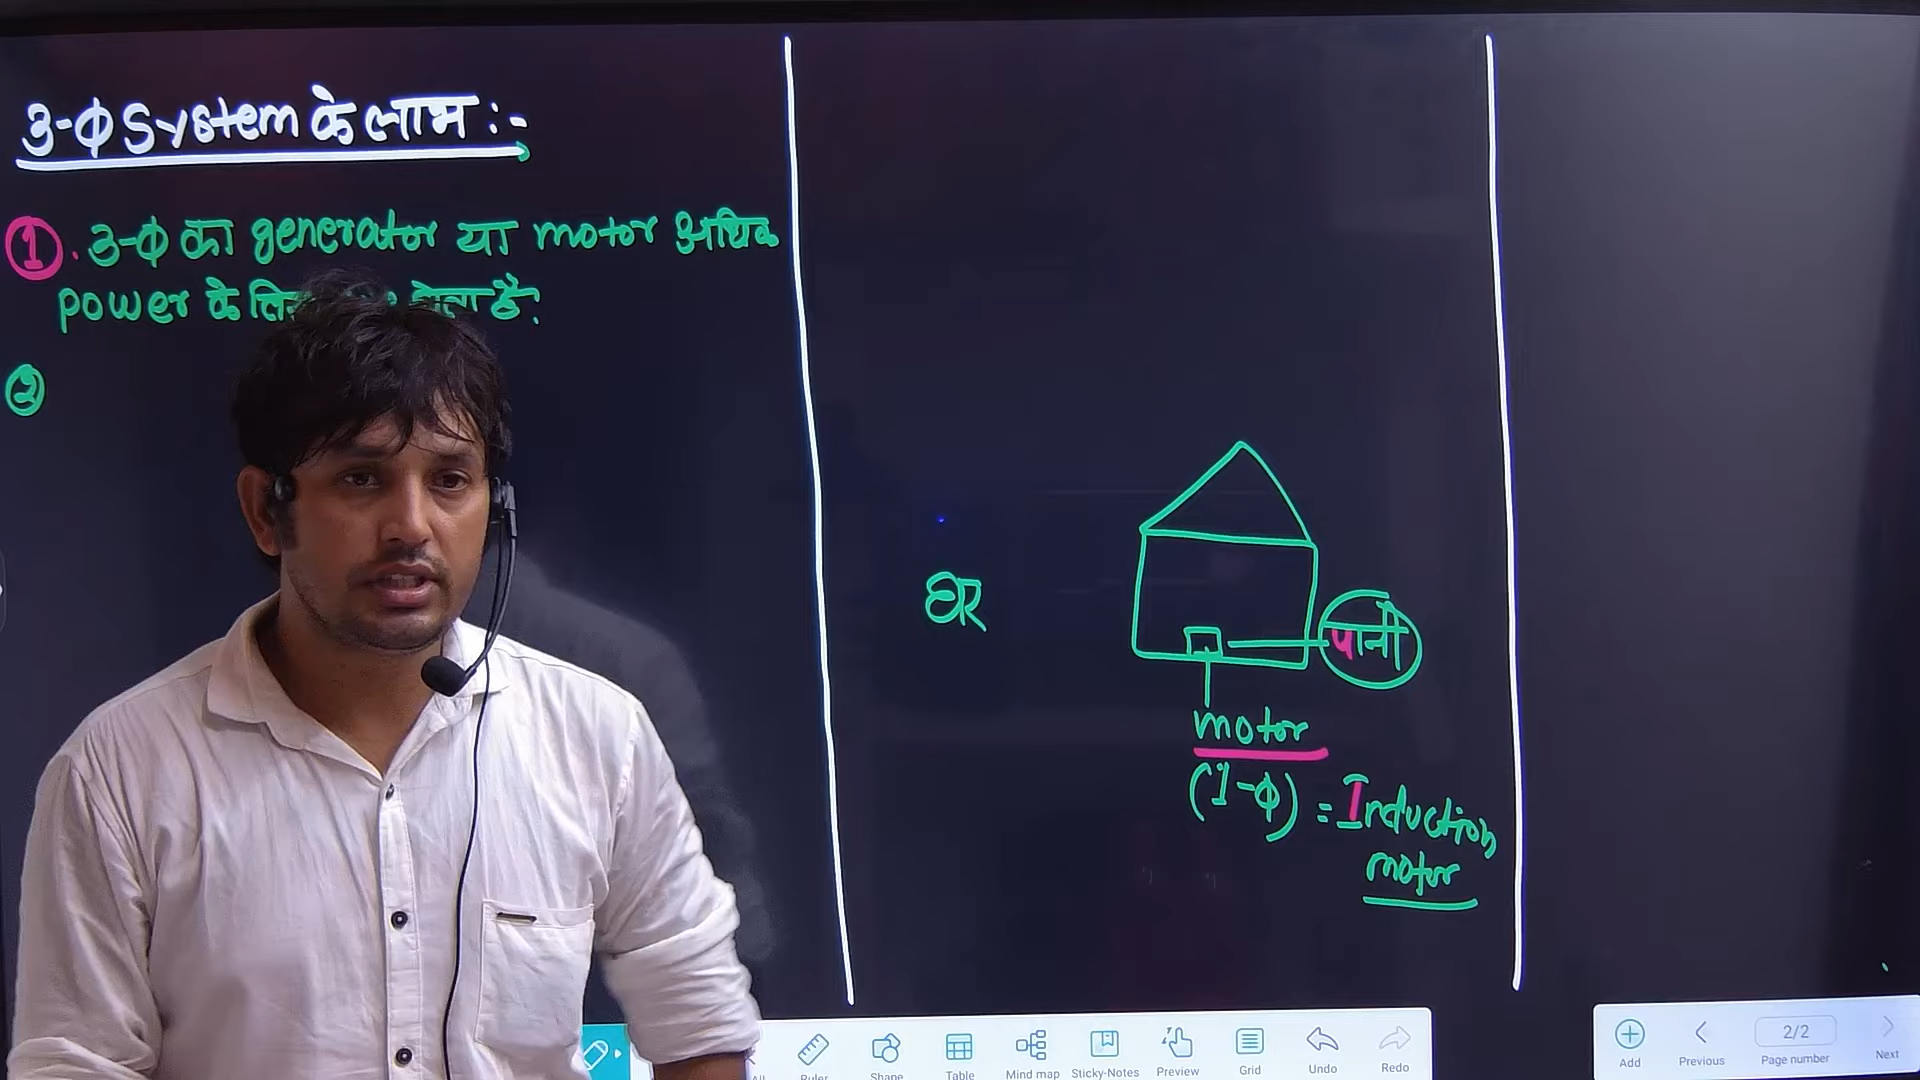 3-ϕ System के लाभ :-
① . 3-ϕ का generator या motor अधिक
power के होता है?
②
घर
पानी
motor
(1-ϕ) = Induction
motor
Ruler
Shape
Table
Mind map
Sticky-Notes
Preview
Grid
Undo
Redo
Add
Previous
2/2
Page number
Next